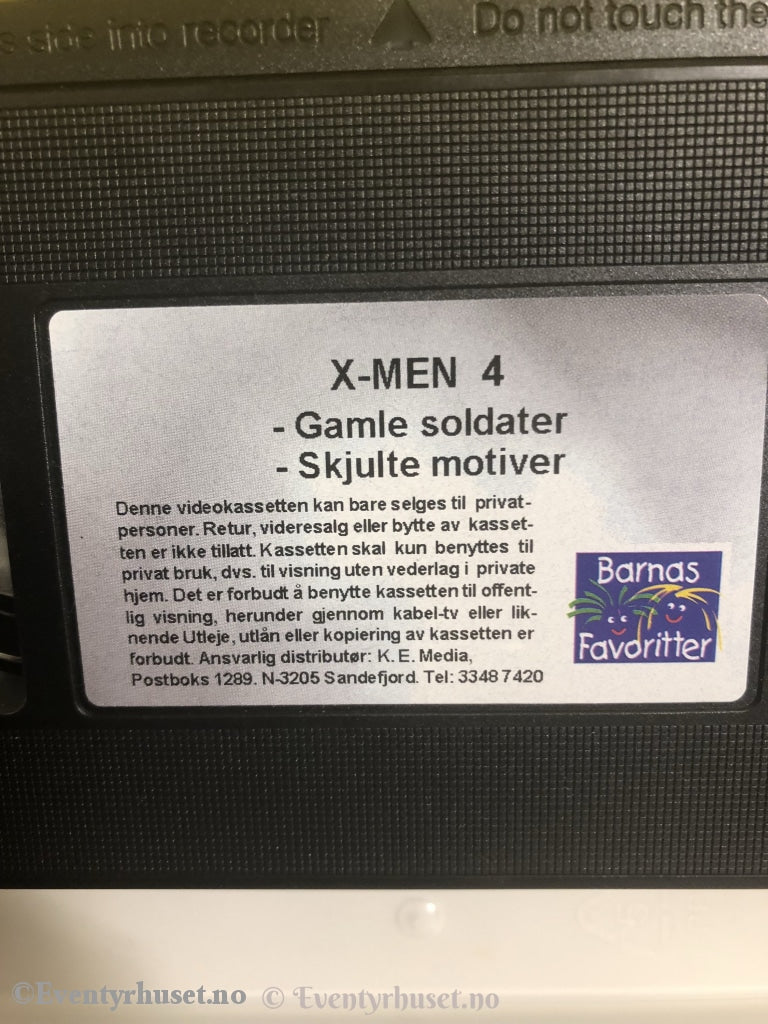 s side into recorder Do not touch the
X-MEN 4
- Gamle soldater
- Skjulte motiver
Denne videokassetten kan bare selges til privat-
personer. Retur, videresalg eller bytte av kasset-
ten er ikke tillatt. Kassetten skal kun benyttes til
privat bruk, dvs. til visning uten vederlag i private
hjem. Det er forbudt å benytte kassetten til offent-
lig visning, herunder gjennom kabel-tv eller lik-
nende Utleje, utlån eller kopiering av kassetten er
forbudt. Ansvarlig distributør: K. E. Media,
Postboks 1289. N-3205 Sandefjord. Tel: 3348 7420
Barnas
Favoritter
©Eventyrhuset.no © Eventyrhuset.no